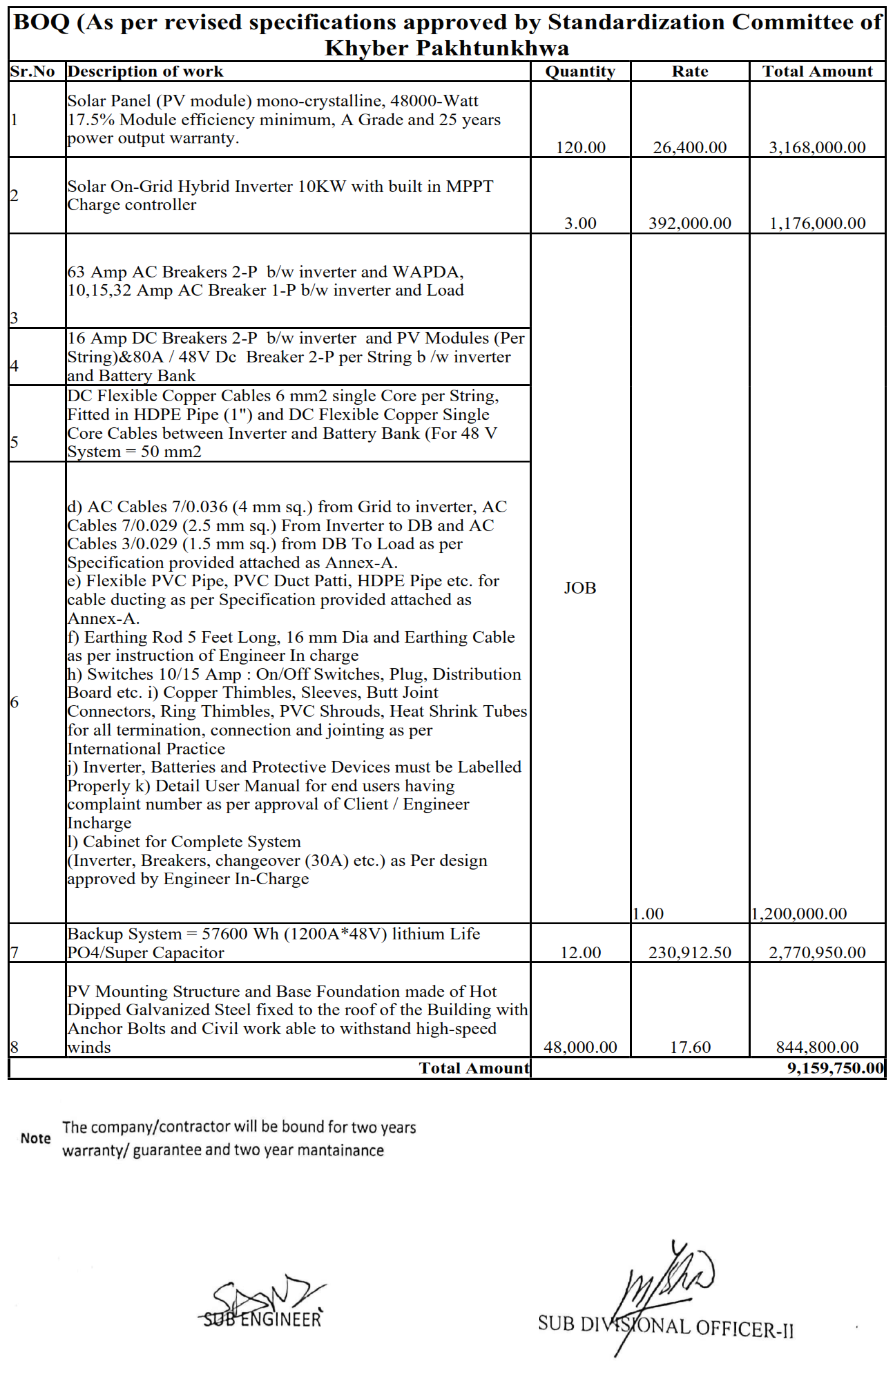 BOQ (As per revised specifications approved by Standardization Committee of
Khyber Pakhtunkhwa
Sr.No Description of work Quantity Rate Total Amount
Solar Panel (PV module) mono-crystalline, 48000-Watt
1 17.5% Module efficiency minimum, A Grade and 25 years
power output warranty.
120.00 26,400.00 3,168,000.00
2 Solar On-Grid Hybrid Inverter 10KW with built in MPPT
Charge controller
3.00 392,000.00 1,176,000.00
63 Amp AC Breakers 2-P b/w inverter and WAPDA,
10,15,32 Amp AC Breaker 1-P b/w inverter and Load
3
16 Amp DC Breakers 2-P b/w inverter and PV Modules (Per
4 String)&80A / 48V Dc Breaker 2-P per String b /w inverter
and Battery Bank
DC Flexible Copper Cables 6 mm2 single Core per String,
Fitted in HDPE Pipe (1") and DC Flexible Copper Single
5 Core Cables between Inverter and Battery Bank (For 48 V
System = 50 mm2
d) AC Cables 7/0.036 (4 mm sq.) from Grid to inverter, AC
Cables 7/0.029 (2.5 mm sq.) From Inverter to DB and AC
Cables 3/0.029 (1.5 mm sq.) from DB To Load as per
Specification provided attached as Annex-A.
e) Flexible PVC Pipe, PVC Duct Patti, HDPE Pipe etc. for
cable ducting as per Specification provided attached as
JOB
Annex-A.
f) Earthing Rod 5 Feet Long, 16 mm Dia and Earthing Cable
as per instruction of Engineer In charge
h) Switches 10/15 Amp : On/Off Switches, Plug, Distribution
Board etc. i) Copper Thimbles, Sleeves, Butt Joint
6 Connectors, Ring Thimbles, PVC Shrouds, Heat Shrink Tubes
for all termination, connection and jointing as per
International Practice
j) Inverter, Batteries and Protective Devices must be Labelled
Properly k) Detail User Manual for end users having
complaint number as per approval of Client / Engineer
Incharge
l) Cabinet for Complete System
(Inverter, Breakers, changeover (30A) etc.) as Per design
approved by Engineer In-Charge
1.00 1,200,000.00
Backup System = 57600 Wh (1200A*48V) lithium Life
7 PO4/Super Capacitor 12.00 230,912.50 2,770,950.00
PV Mounting Structure and Base Foundation made of Hot
Dipped Galvanized Steel fixed to the roof of the Building with
Anchor Bolts and Civil work able to withstand high-speed
8 winds 48,000.00 17.60 844,800.00
Total Amount 9,159,750.00
Note The company/contractor will be bound for two years
warranty/ guarantee and two year mantainance
SUB ENGINEER
SUB DIVISIONAL OFFICER-II